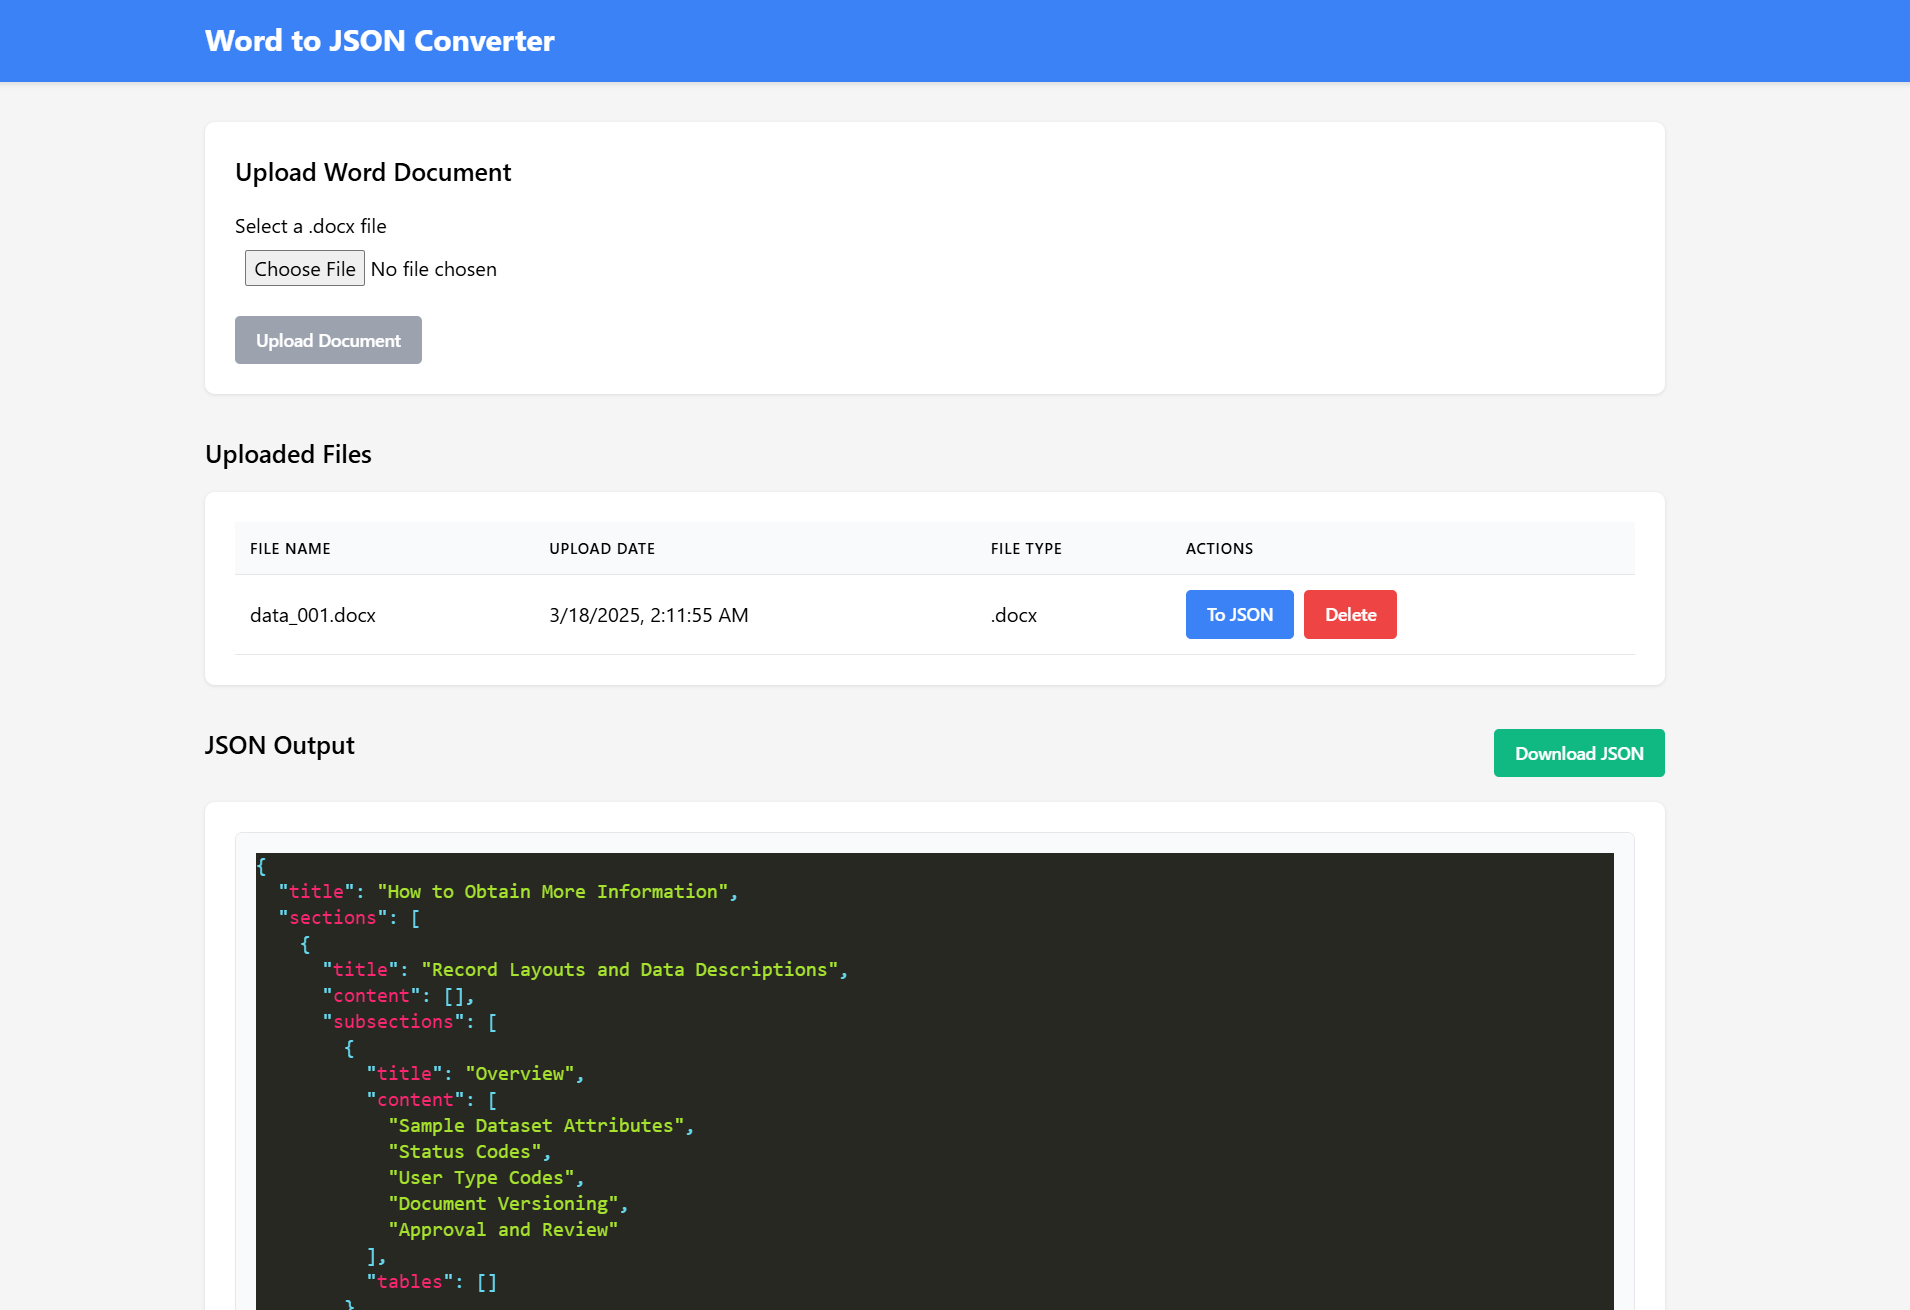 Word to JSON Converter
Upload Word Document
Select a .docx file
Choose File No file chosen
Upload Document
Uploaded Files
FILE NAME UPLOAD DATE FILE TYPE ACTIONS
data_001.docx 3/18/2025, 2:11:55 AM .docx To JSON Delete
JSON Output
Download JSON
{
  "title": "How to Obtain More Information",
  "sections": [
    {
      "title": "Record Layouts and Data Descriptions",
      "content": [],
      "subsections": [
        {
          "title": "Overview",
          "content": [
            "Sample Dataset Attributes",
            "Status Codes",
            "User Type Codes",
            "Document Versioning",
            "Approval and Review"
          ],
          "tables": []
        }